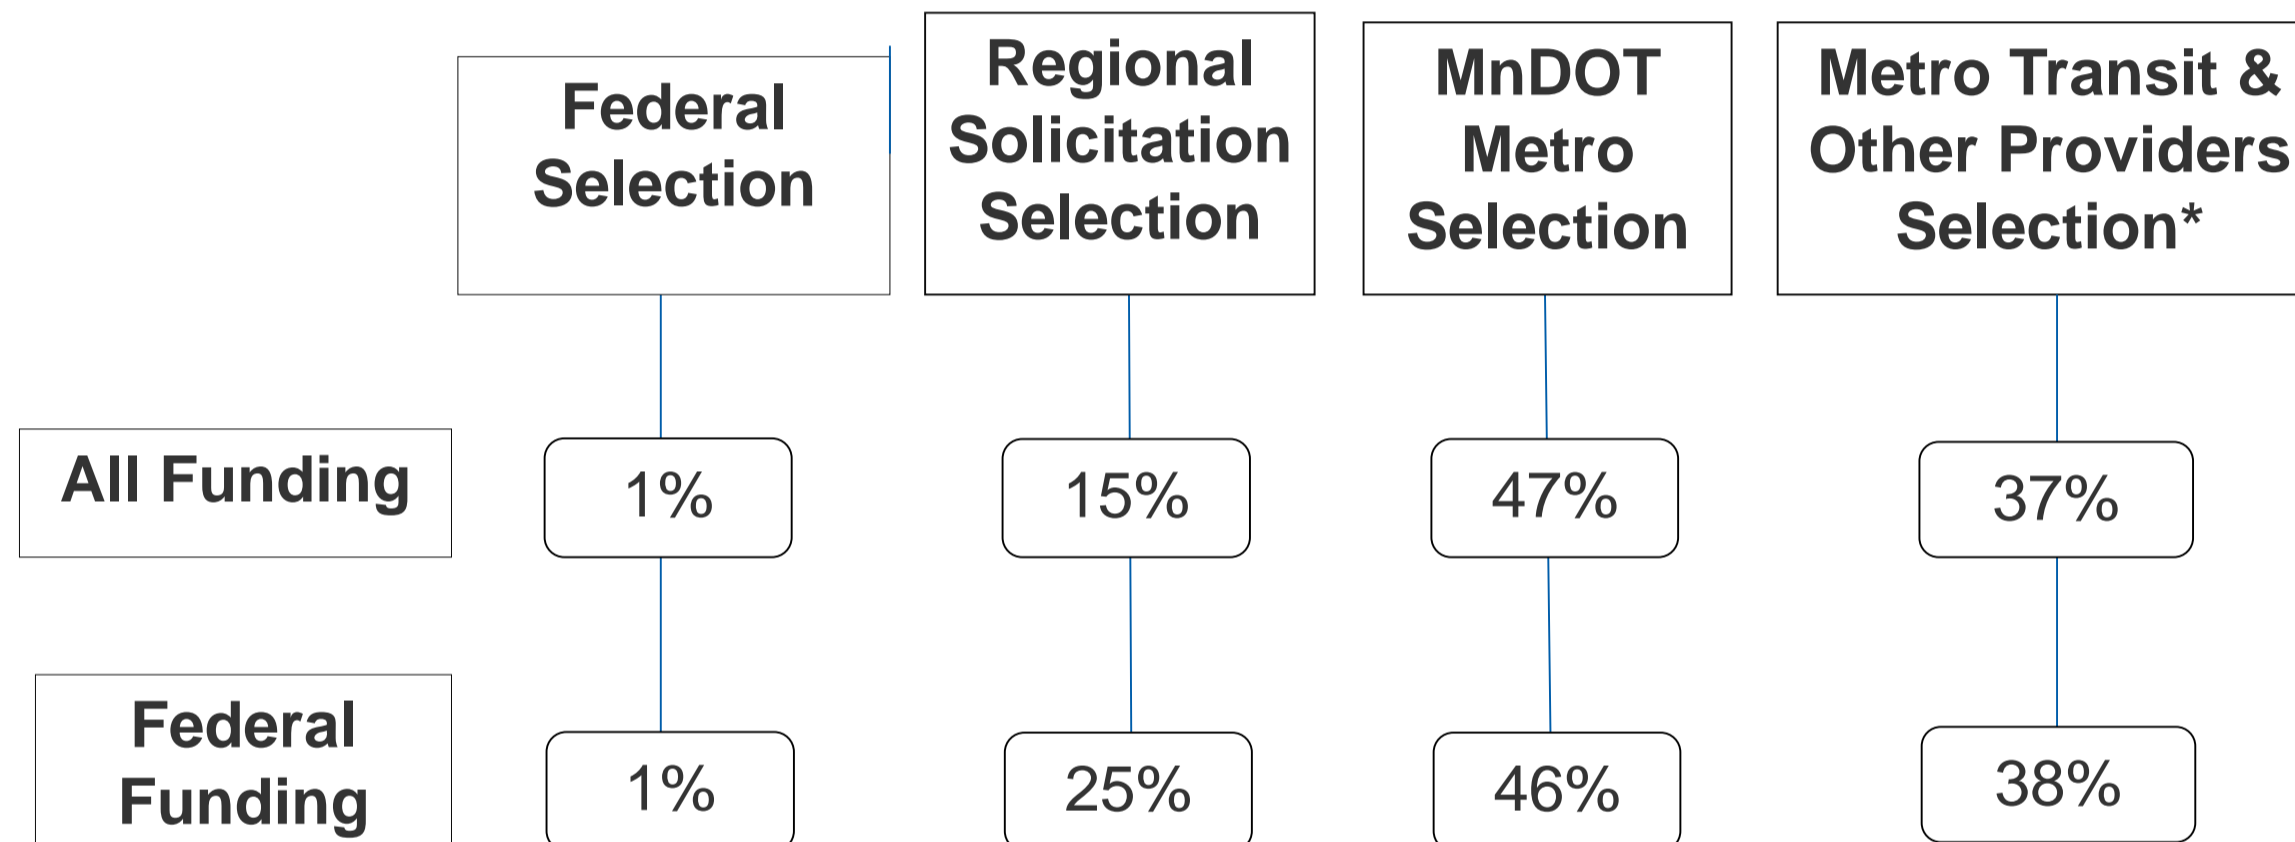 Federal
Selection
Regional
Solicitation
Selection
MnDOT
Metro
Selection
Metro Transit &
Other Providers
Selection*
All Funding
1%
15%
47%
37%
Federal
Funding
1%
25%
46%
38%